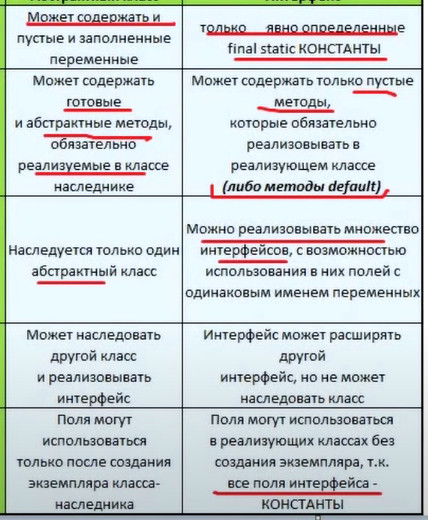 Может содержать и
пустые и заполненные
переменные
только явно определенные
final static КОНСТАНТЫ
Может содержать
готовые
и абстрактные методы,
обязательно
реализуемые в классе
наследнике
Может содержать только пустые
методы,
которые обязательно
реализовывать в
реализующем классе
(либо методы default)
Наследуется только один
абстрактный класс
Можно реализовывать множество
интерфейсов, с возможностью
использования в них полей с
одинаковым именем переменных
Может наследовать
другой класс
и реализовывать
интерфейс
Интерфейс может расширять
другой
интерфейс, но не может
наследовать класс
Поля могут
использоваться
только после создания
экземпляра класса-
наследника
Поля могут использоваться
в реализующих классах без
создания экземпляра, т.к.
все поля интерфейса -
КОНСТАНТЫ